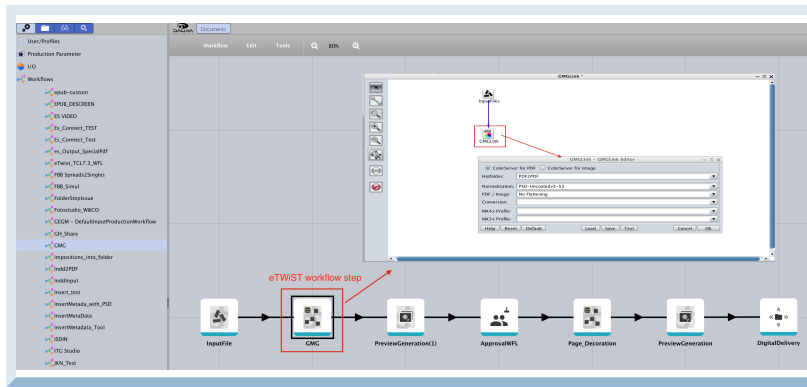 DALIM
Documents
Workflow Edit Tools 80%
User/Profiles
Production Parameter
I/O
Workflows
epub-custom
EPUB_DESCREEN
ES VIDEO
Es_Connect_TEST
Es_Connect_Test
es_Output_SpecialPdf
eTwist_TCL7.3_WFL
FBB Spreads2Singles
FBB_Simul
FolderStepIssue
Fotostudio_W&CO
GEGM - DefaultInputProductionWorkflow
GH_Share
GMG
Impositions_into_folder
Indd2PDF
InddInput
Insert_test
InsertMetada_with_PSD
InsertMetaData
InsertMetadata_Tool
ISDIN
ITG Studio
JKN_Test
GMGLink *
InputFiles
GMGLink
GMGLink - GMGLink Editor
ColorServer for PDF ColorServer for Image
Hotfolder: PDF2PDF
Normalization: PSO-Uncoatedv3-52
PDF / Image: No Flattening
Conversion:
MX4x Profile:
MX3x Profile:
Help Reset Default Load Save Test Cancel Ok
eTWiST workflow step
InputFile GMG PreviewGeneration(1) ApprovalWFL Page_Decoration PreviewGeneration DigitalDelivery